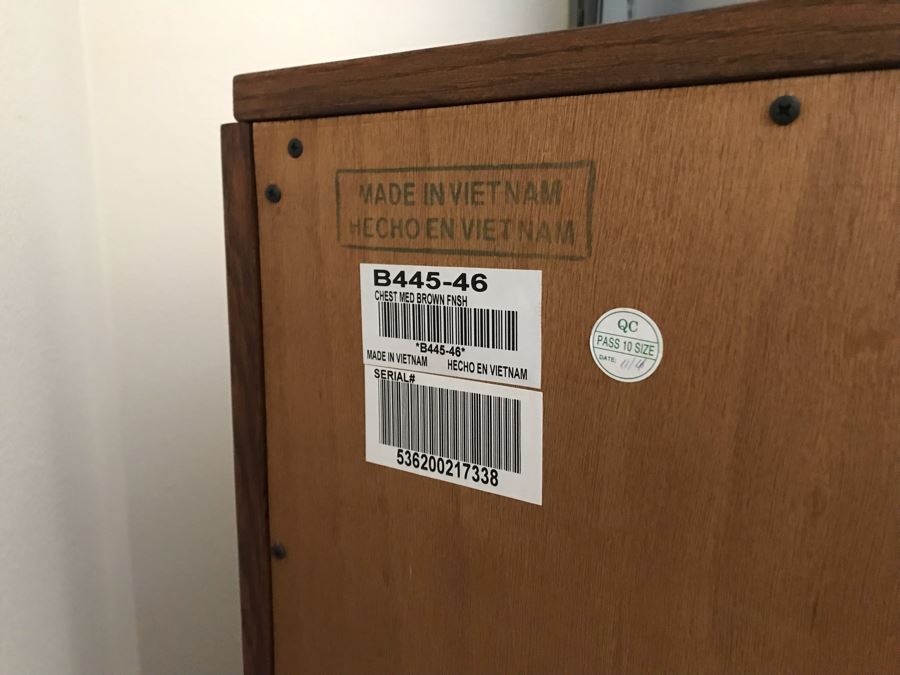 MADE IN VIETNAM
HECHO EN VIETNAM
B445-46
CHEST MED BROWN FNSH
*B445-46*
MADE IN VIETNAM HECHO EN VIETNAM
SERIAL#
536200217338
QC
PASS 10 SIZE
DATE: